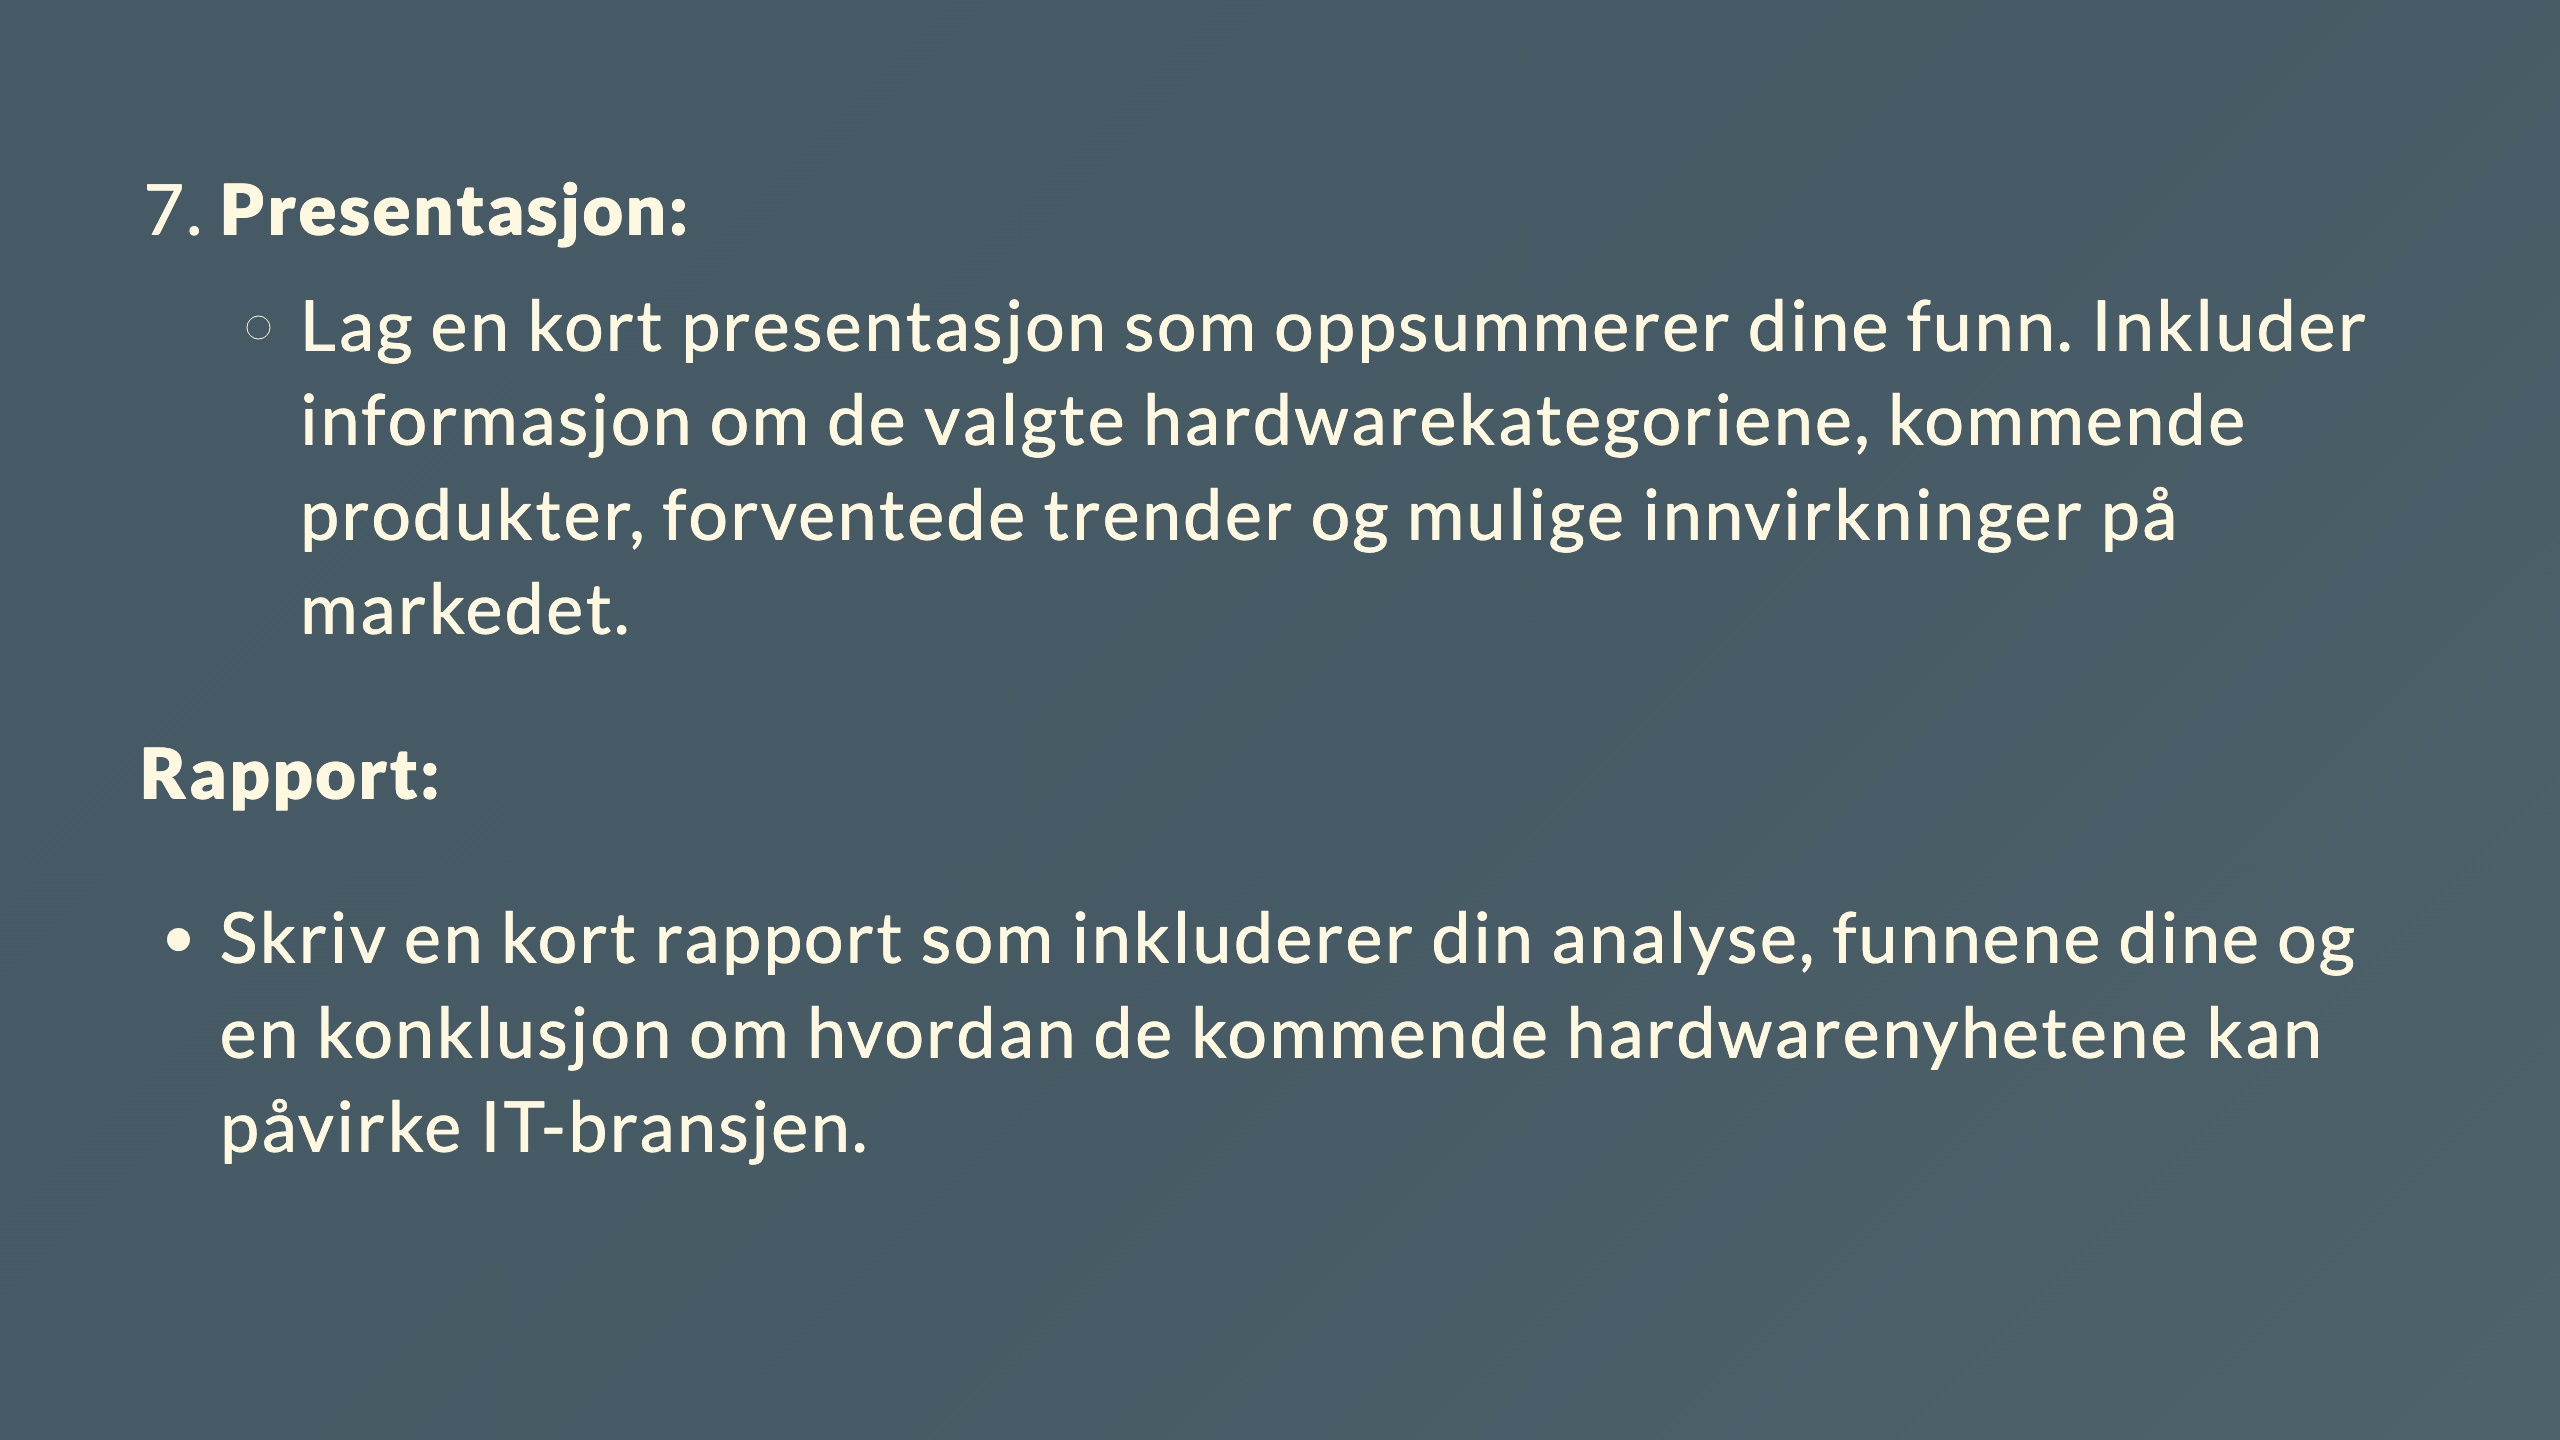 7. Presentasjon:
○ Lag en kort presentasjon som oppsummerer dine funn. Inkluder
informasjon om de valgte hardwarekategoriene, kommende
produkter, forventede trender og mulige innvirkninger på
markedet.
Rapport:
• Skriv en kort rapport som inkluderer din analyse, funnene dine og
en konklusjon om hvordan de kommende hardwarenyhetene kan
påvirke IT-bransjen.